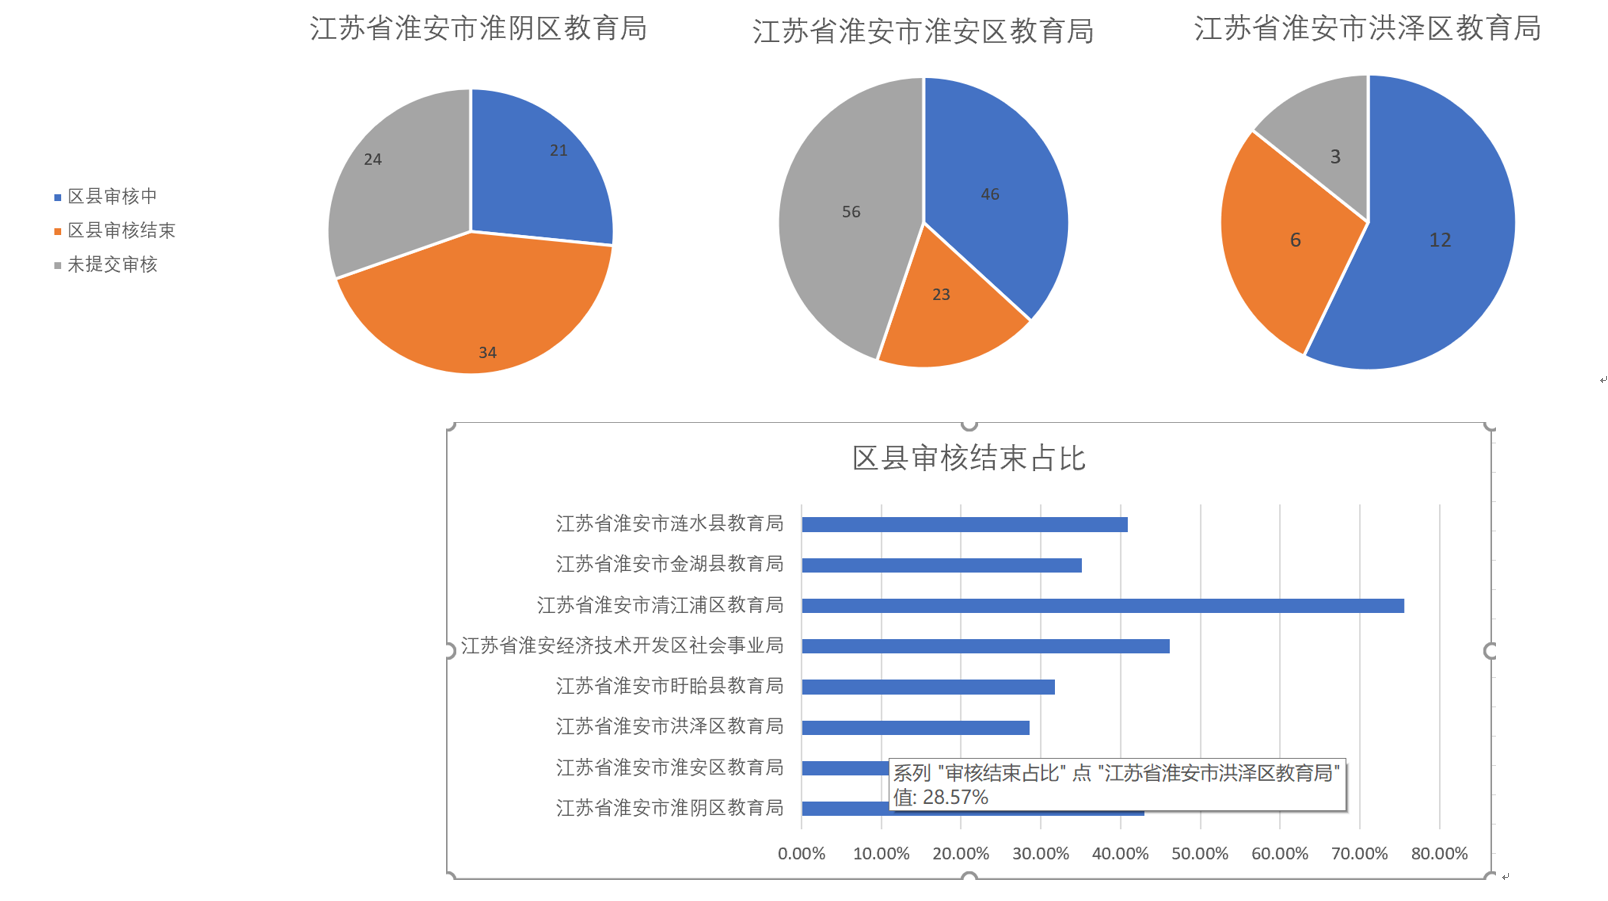 江苏省淮安市淮阴区教育局
江苏省淮安市淮安区教育局
江苏省淮安市洪泽区教育局
区县审核中
区县审核结束
未提交审核
21
34
24
46
23
56
12
6
3
区县审核结束占比
江苏省淮安市涟水县教育局
江苏省淮安市金湖县教育局
江苏省淮安市清江浦区教育局
江苏省淮安经济技术开发区社会事业局
江苏省淮安市盱眙县教育局
江苏省淮安市洪泽区教育局
江苏省淮安市淮安区教育局
江苏省淮安市淮阴区教育局
系列 "审核结束占比" 点 "江苏省淮安市洪泽区教育局"
值: 28.57%
0.00% 10.00% 20.00% 30.00% 40.00% 50.00% 60.00% 70.00% 80.00%